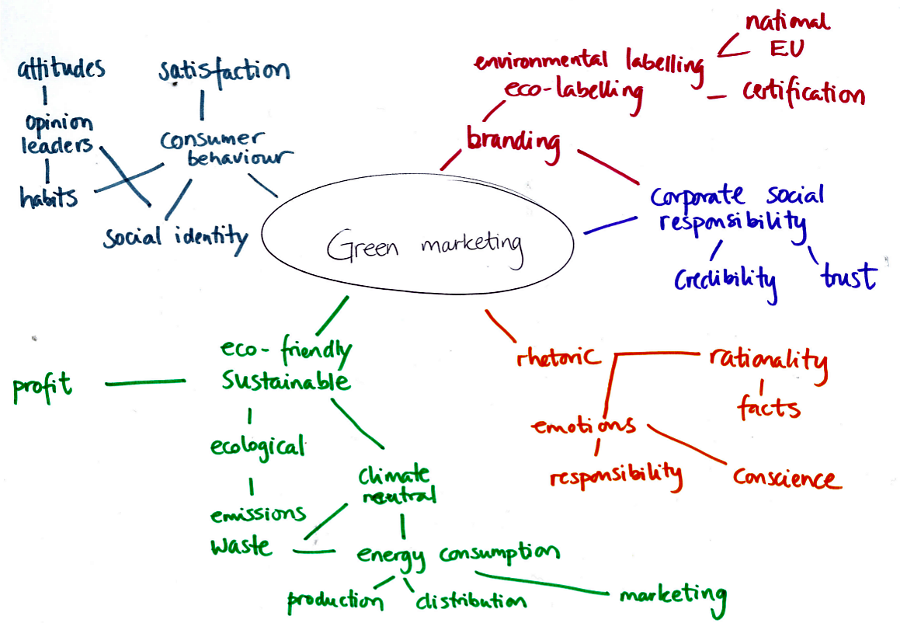 attitudes
opinion
leaders
habits
satisfaction
consumer
behaviour
social identity
national
EU
environmental labelling
eco-labelling
certification
branding
corporate social
responsibility
credibility
trust
Green marketing
eco-friendly
sustainable
profit
ecological
emissions
waste
climate
neutral
energy consumption
production
distribution
marketing
rhetoric
rationality
facts
emotions
responsibility
conscience